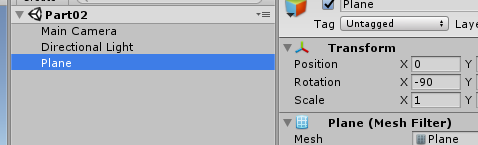 Part02
Main Camera
Directional Light
Plane
Plane
Tag Untagged Laye
Transform
Position X 0 Y
Rotation X -90 Y
Scale X 1 Y
Plane (Mesh Filter)
Mesh Plane